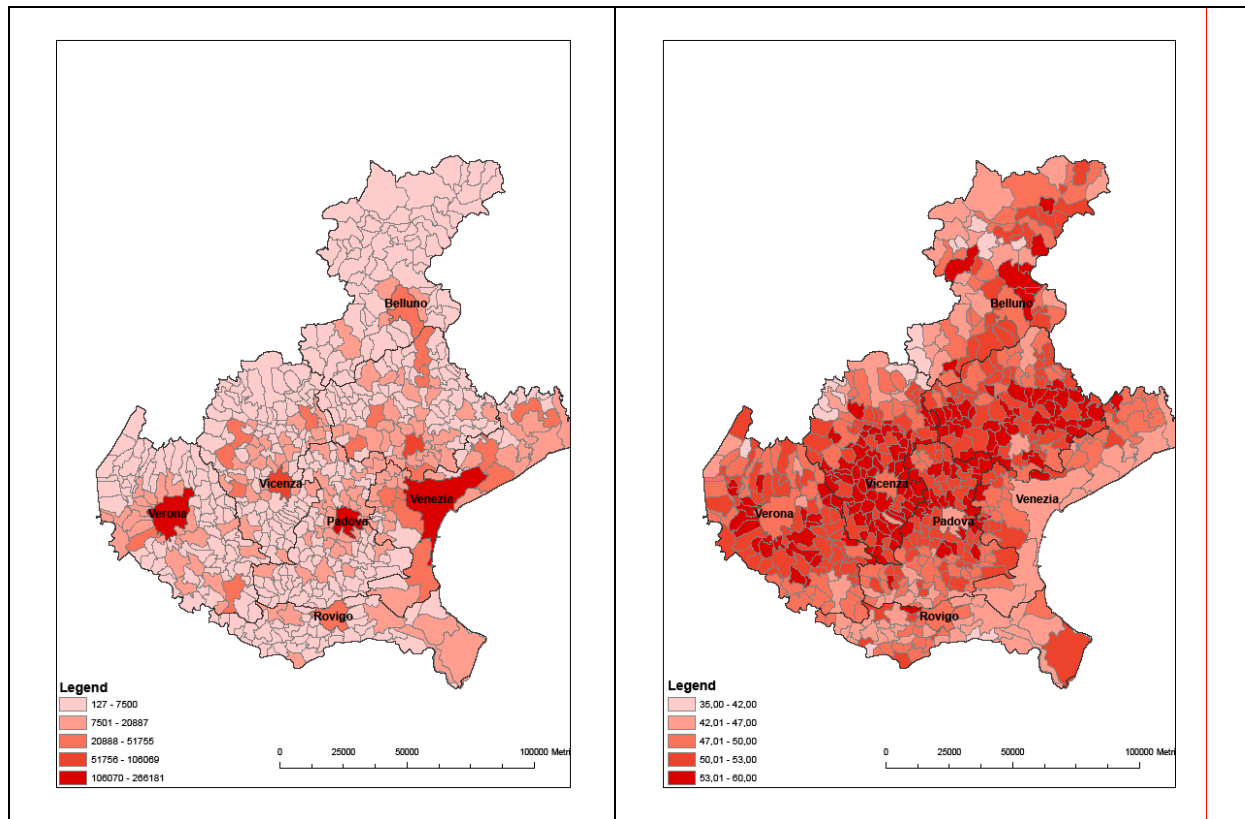 Belluno
Vicenza
Venezia
Verona
Padova
Rovigo
Legend
127 - 7500
7501 - 20887
20888 - 51755
51756 - 106069
106070 - 266181
0 25000 50000 100000 Metri
Belluno
Vicenza
Venezia
Verona
Padova
Rovigo
Legend
35,00 - 42,00
42,01 - 47,00
47,01 - 50,00
50,01 - 53,00
53,01 - 60,00
0 25000 50000 100000 Metri